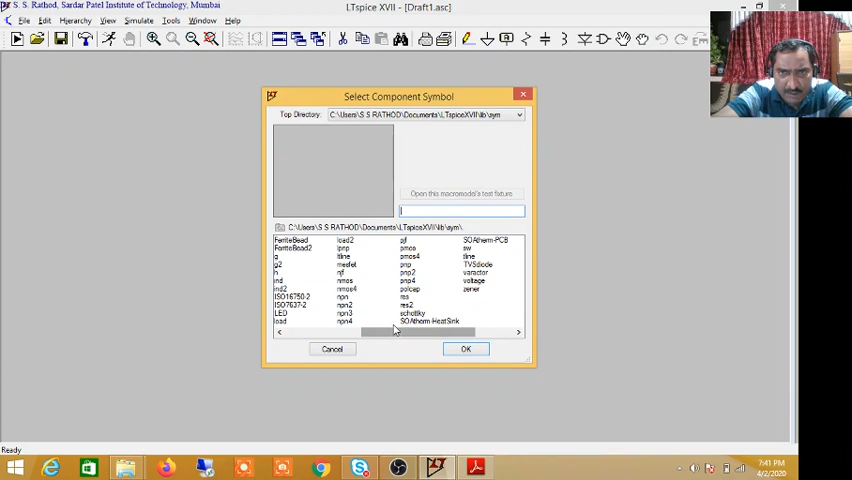 S. S. Rathod, Sardar Patel Institute of Technology, Mumbai
LTspice XVII - [Draft1.asc]
File Edit Hierarchy View Simulate Tools Window Help
Select Component Symbol
Top Directory: C:\Users\S S RATHOD\Documents\LTspiceXVII\lib\sym
Open this macromodel's test fixture
C:\Users\S S RATHOD\Documents\LTspiceXVII\lib\sym\
FerriteBead load2 pjf SOAtherm-PCB
FerriteBead2 lpnp pmos sw
g ltline pmos4 tline
g2 mesfet pnp TVSdiode
h njf pnp2 varactor
ind nmos pnp4 voltage
ind2 nmos4 polcap zener
ISO16750-2 npn res
ISO7637-2 npn2 res2
LED npn3 schottky
load npn4 SOAtherm-HeatSink
Cancel OK
Ready
7:41 PM
4/2/2020